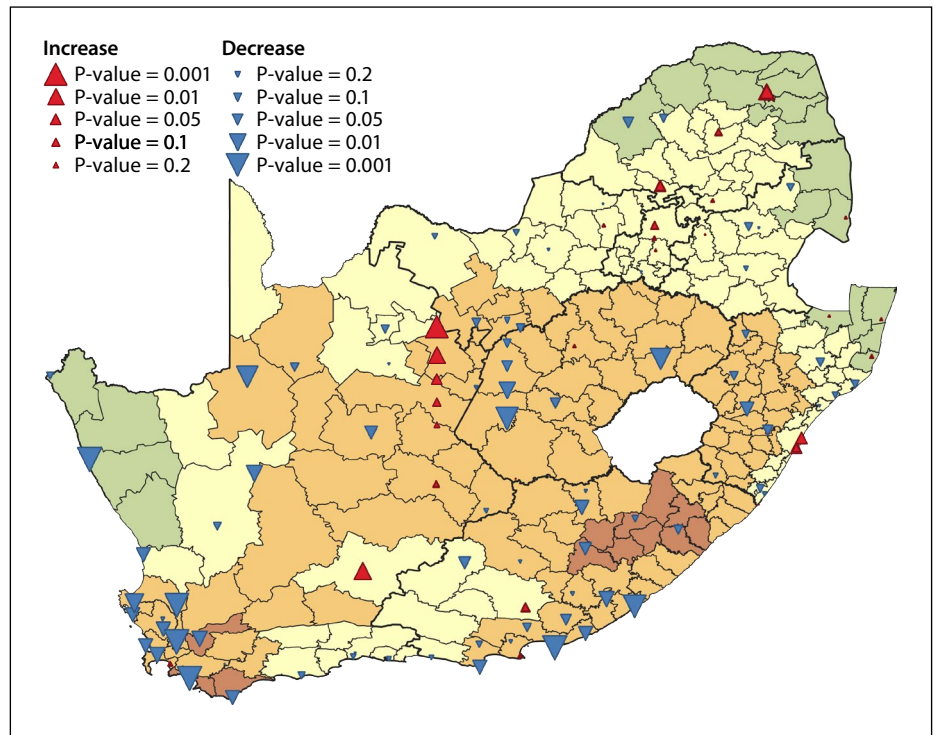 Increase
P-value = 0.001
P-value = 0.01
P-value = 0.05
P-value = 0.1
P-value = 0.2
Decrease
P-value = 0.2
P-value = 0.1
P-value = 0.05
P-value = 0.01
P-value = 0.001